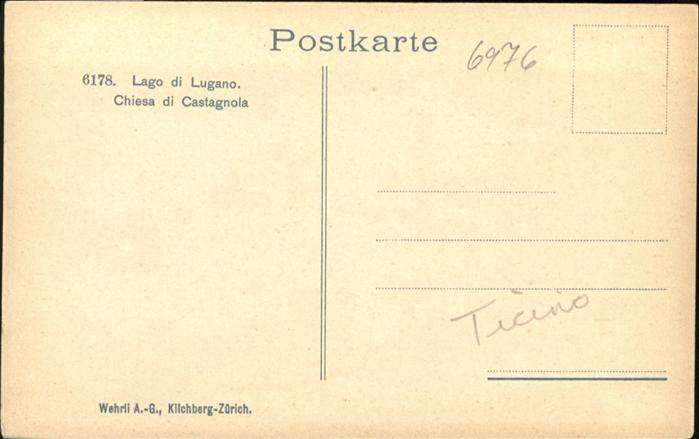 Postkarte
6976
6178. Lago di Lugano.
Chiesa di Castagnola
Ticino
Wehrli A.-G., Kilchberg-Zürich.